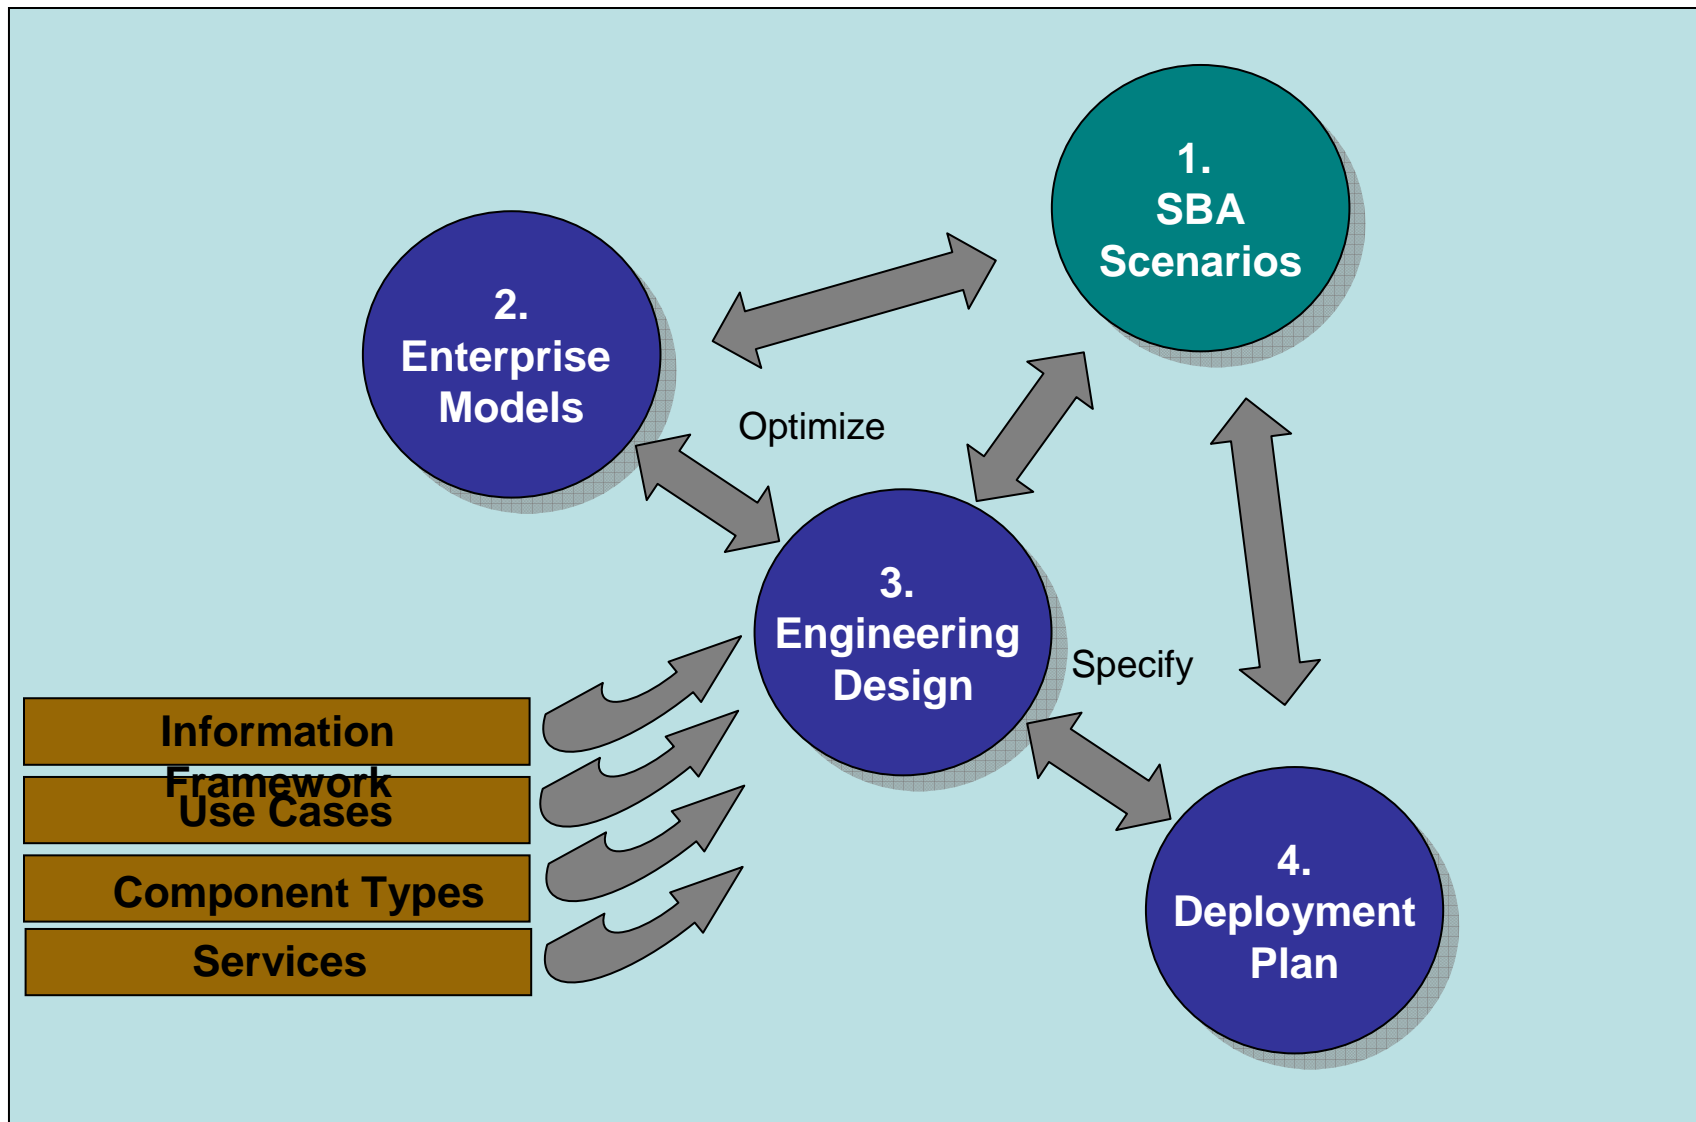 1.
SBA
Scenarios
2.
Enterprise
Models
Optimize
3.
Engineering
Design
Specify
Information
Framework
Use Cases
Component Types
Services
4.
Deployment
Plan